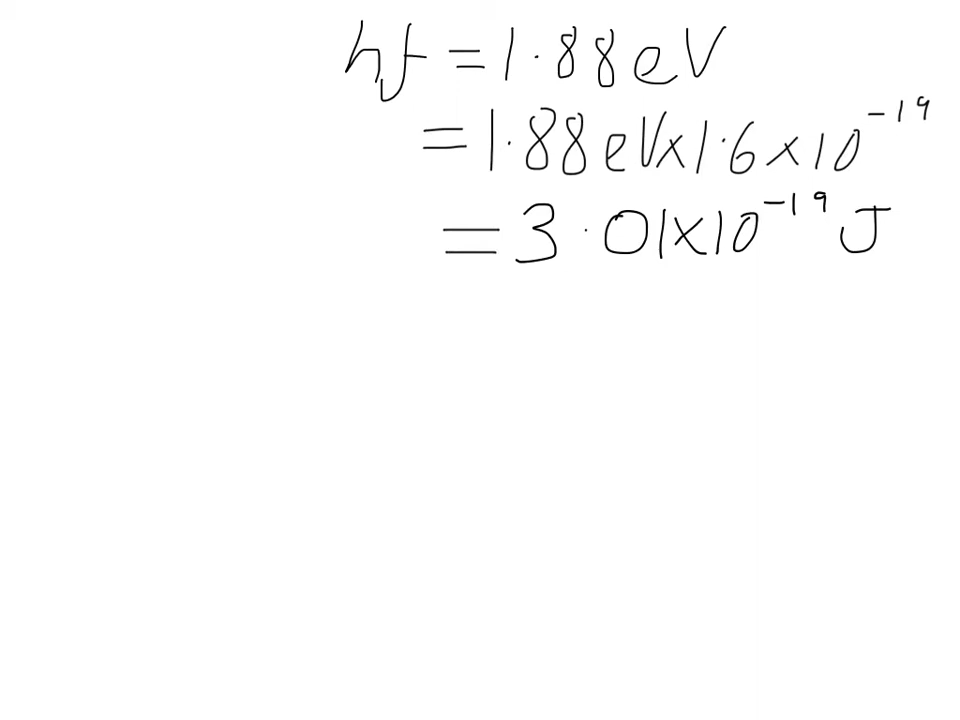 hf = 1.88 eV
= 1.88 eV × 1.6 × 10⁻¹⁹
= 3.01 × 10⁻¹⁹ J